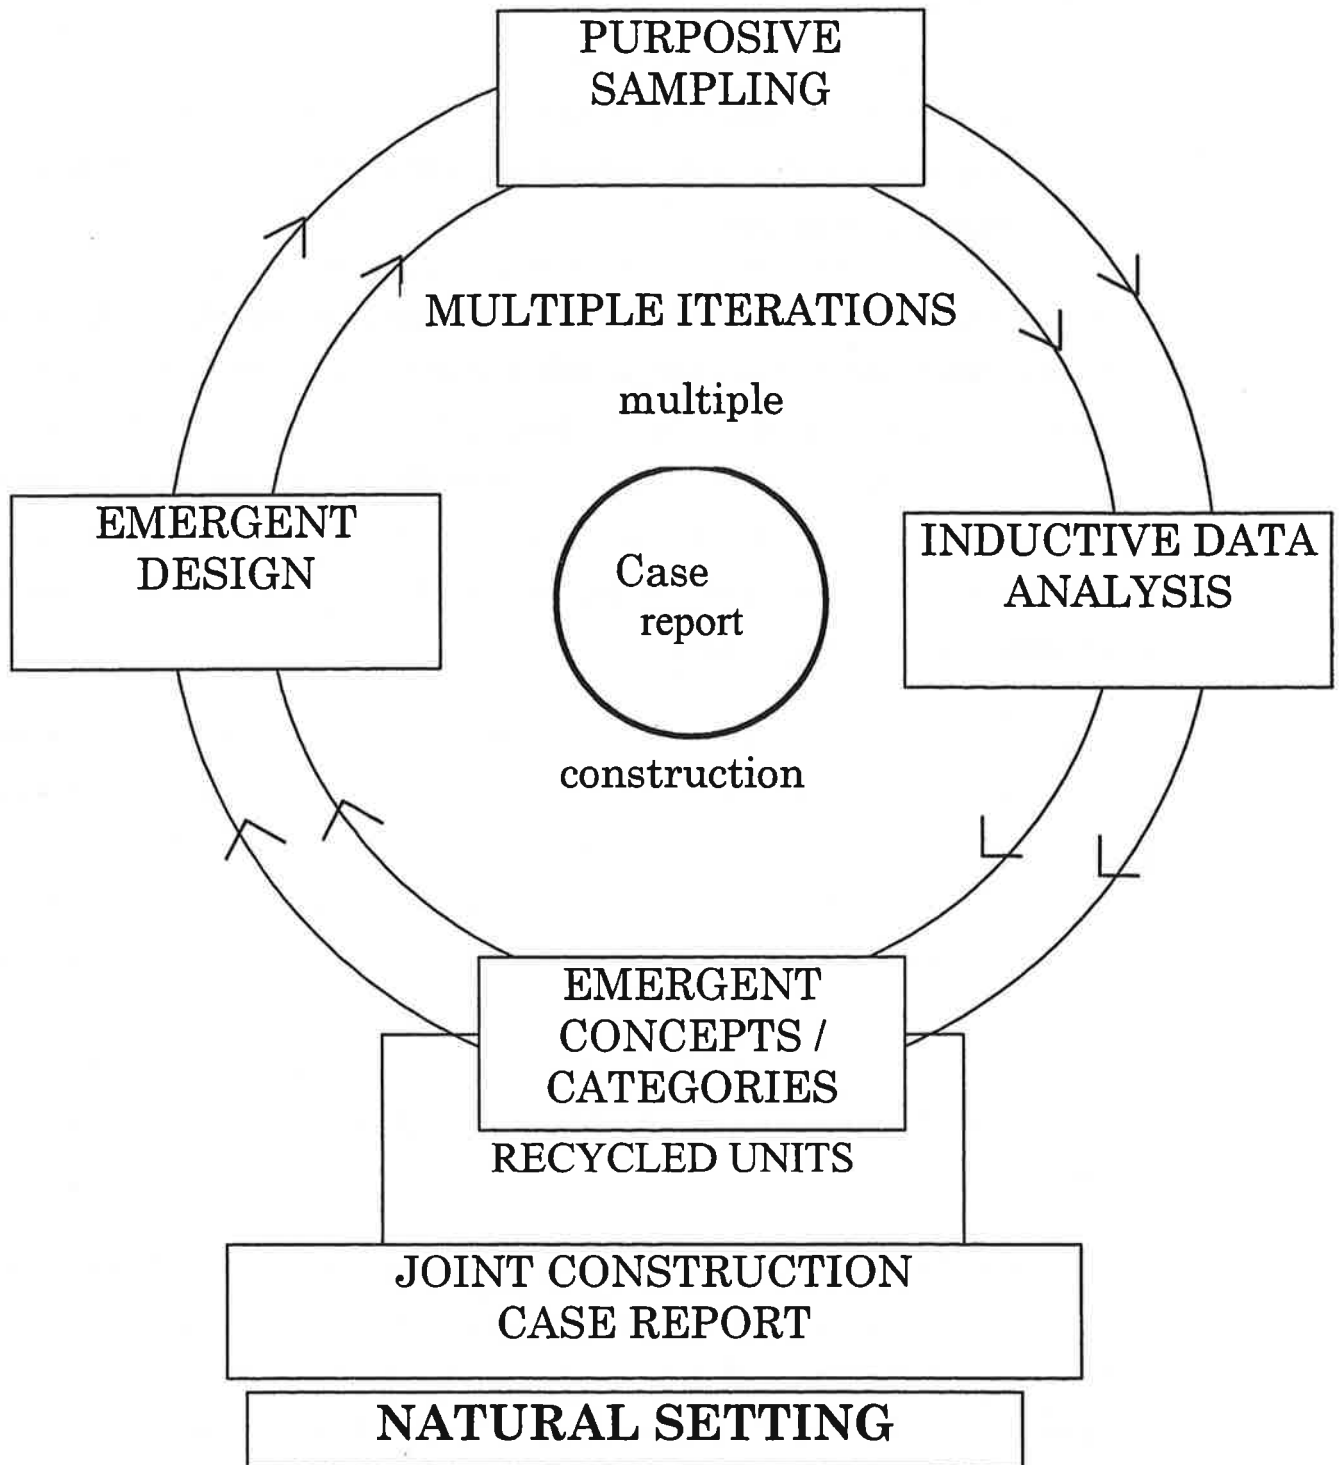 PURPOSIVE
SAMPLING
MULTIPLE ITERATIONS
multiple
EMERGENT
DESIGN
Case
report
INDUCTIVE DATA
ANALYSIS
construction
EMERGENT
CONCEPTS /
CATEGORIES
RECYCLED UNITS
JOINT CONSTRUCTION
CASE REPORT
NATURAL SETTING